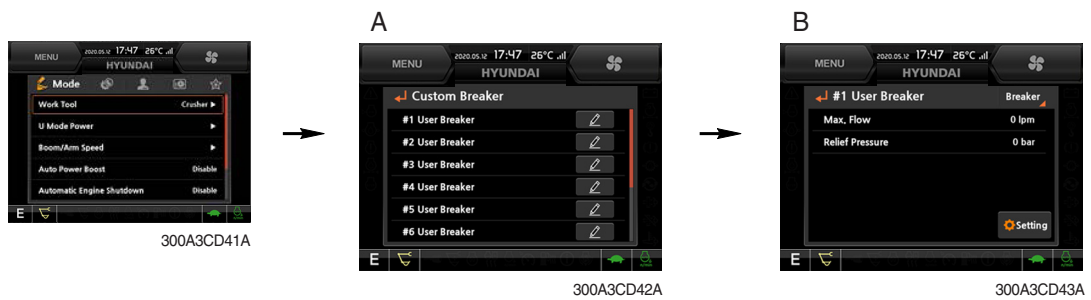 A
B
MENU
2020.05.12 17:47 26°C
HYUNDAI
Mode
Work Tool Crusher ►
U Mode Power ►
Boom/Arm Speed ►
Auto Power Boost Disable
Automatic Engine Shutdown Disable
E
300A3CD41A
MENU
2020.05.12 17:47 26°C
HYUNDAI
Custom Breaker
#1 User Breaker
#2 User Breaker
#3 User Breaker
#4 User Breaker
#5 User Breaker
#6 User Breaker
E
300A3CD42A
MENU
2020.05.12 17:47 26°C
HYUNDAI
#1 User Breaker Breaker
Max, Flow 0 lpm
Relief Pressure 0 bar
Setting
E
300A3CD43A